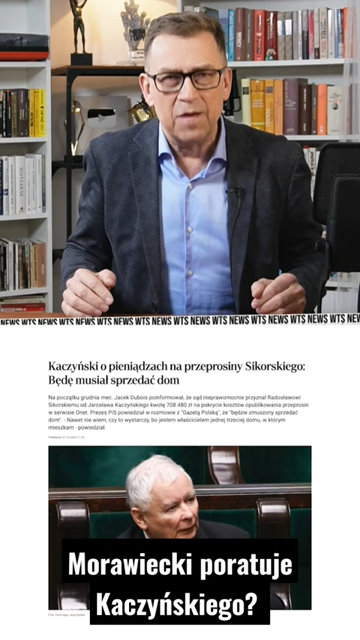 NEWS WTS NEWS WTS NEWS WTS NEWS WTS NEWS WTS NEWS WTS NEWS WTS NEWS
Kaczyński o pieniądzach na przeprosiny Sikorskiego:
Będę musiał sprzedać dom
Na początku grudnia mec. Jacek Dubois poinformował, że sąd nieprawomocnie przyznał Radosławowi
Sikorskiemu od Jarosława Kaczyńskiego kwotę 708 480 zł na pokrycie kosztów opublikowania przeprosin
w serwisie Onet. Prezes PiS powiedział w rozmowie z "Gazetą Polską", że "będzie zmuszony sprzedać
dom". - Nawet nie wiem, czy to wystarczy, bo jestem właścicielem jednej trzeciej domu, w którym
mieszkam - powiedział.
Morawiecki poratuje
Kaczyńskiego?